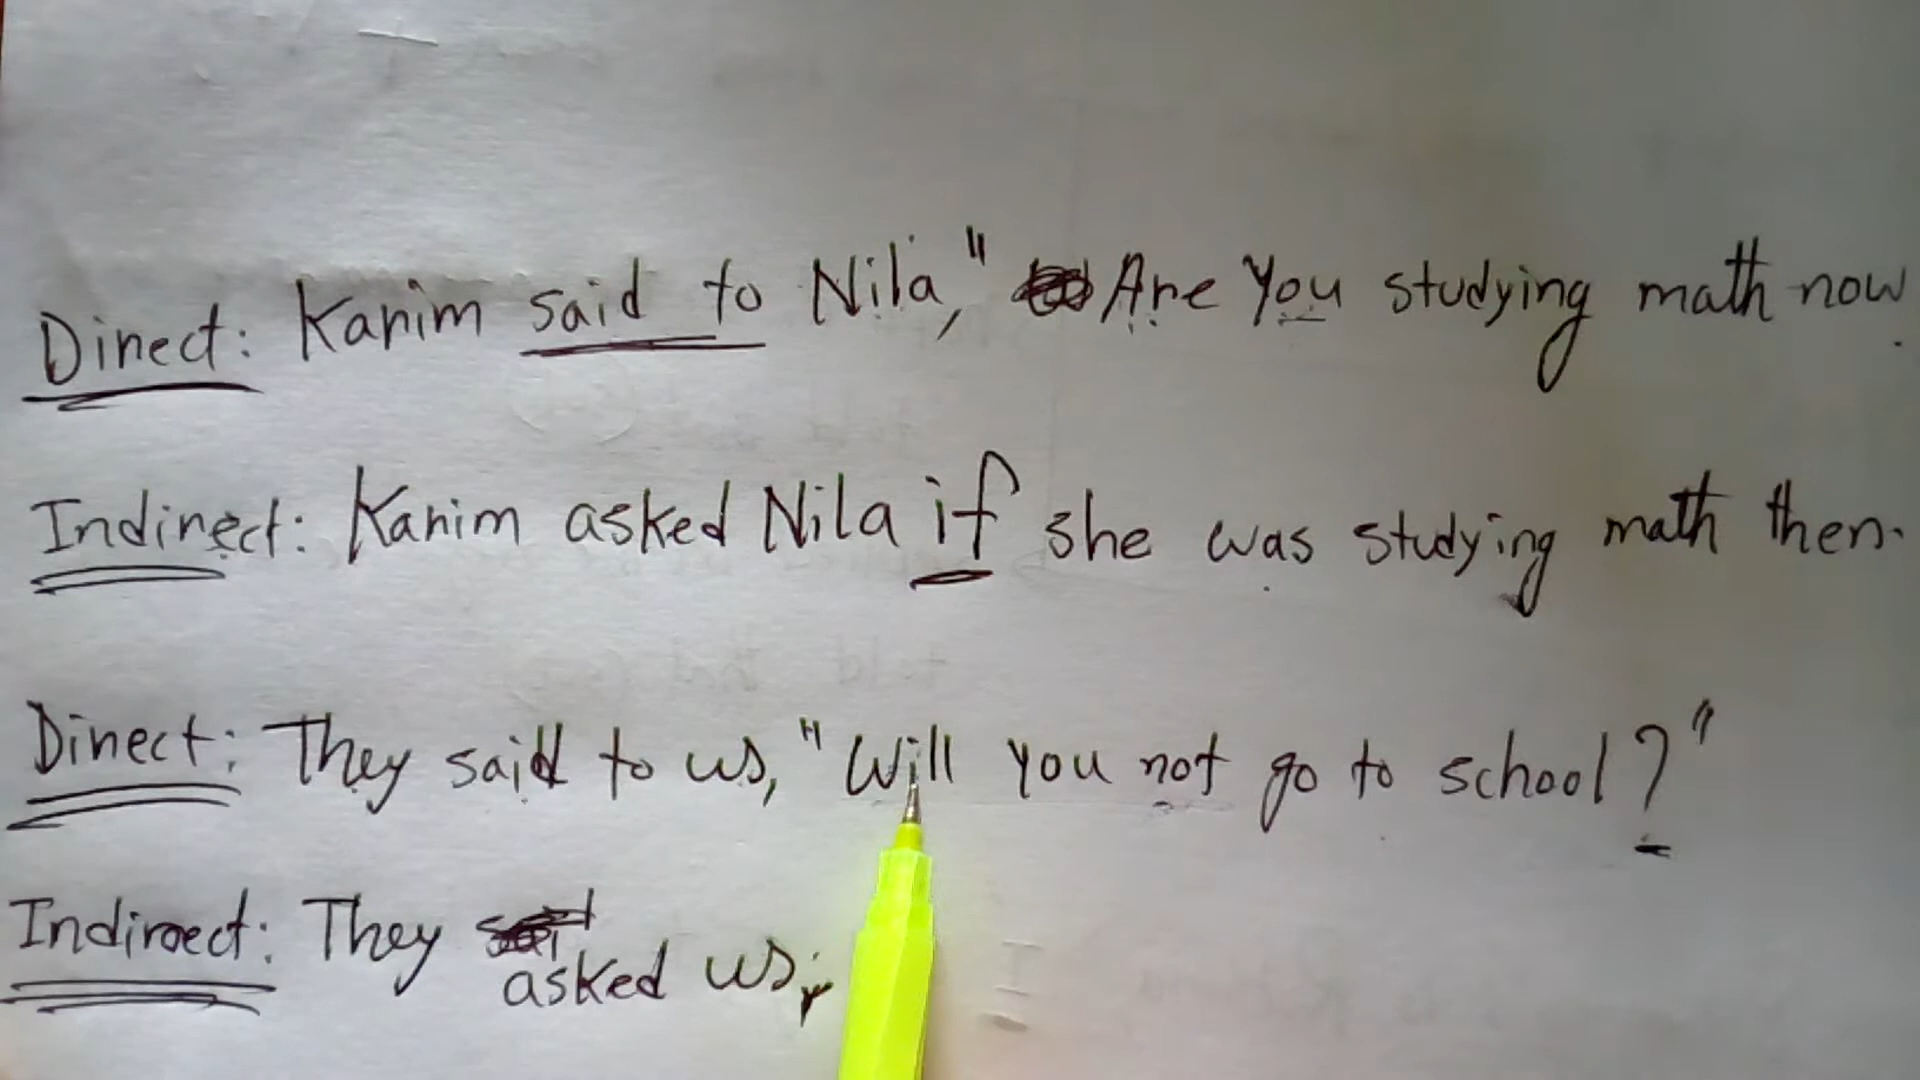 Direct: Karim said to Nila," Are you studying math now
Indirect: Karim asked Nila if she was studying math then.
Direct: They said to us, "Will you not go to school?"
Indiroect: They asked us,